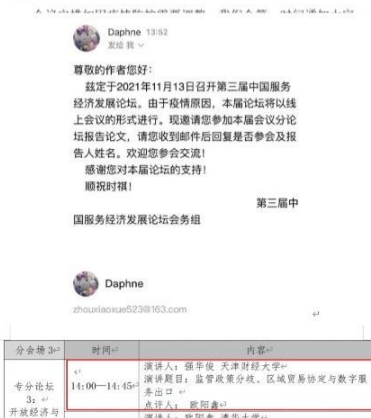 Daphne 13:52
发给 我
尊敬的作者您好：
兹定于2021年11月13日召开第三届中国服务
经济发展论坛。由于疫情原因，本届论坛将以线
上会议的形式进行。现邀请您参加本届会议分论
坛报告论文，请您收到邮件后回复是否参会及报
告人姓名。欢迎您参会交流！
感谢您对本届论坛的支持！
顺祝时祺！
第三届中
国服务经济发展论坛会务组
Daphne
zhouxiaoxue523@163.com
分会场 3 时间 内容
专分论坛
3：
开放经济与
14:00—14:45
演讲人：强华俊 天津财经大学
演讲题目：监管政策分歧、区域贸易协定与数字服
务出口
点评人： 欧阳鑫